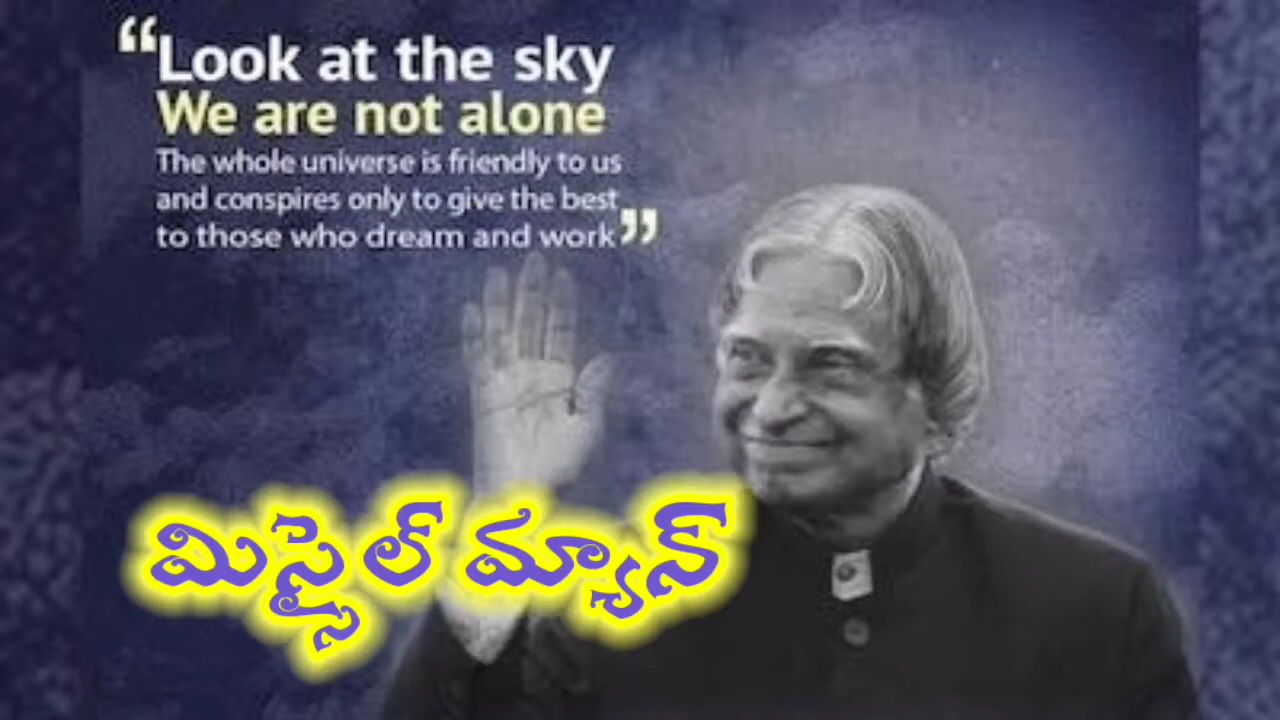 “Look at the sky
We are not alone
The whole universe is friendly to us
and conspires only to give the best
to those who dream and work”
మిస్సైల్ మ్యాన్